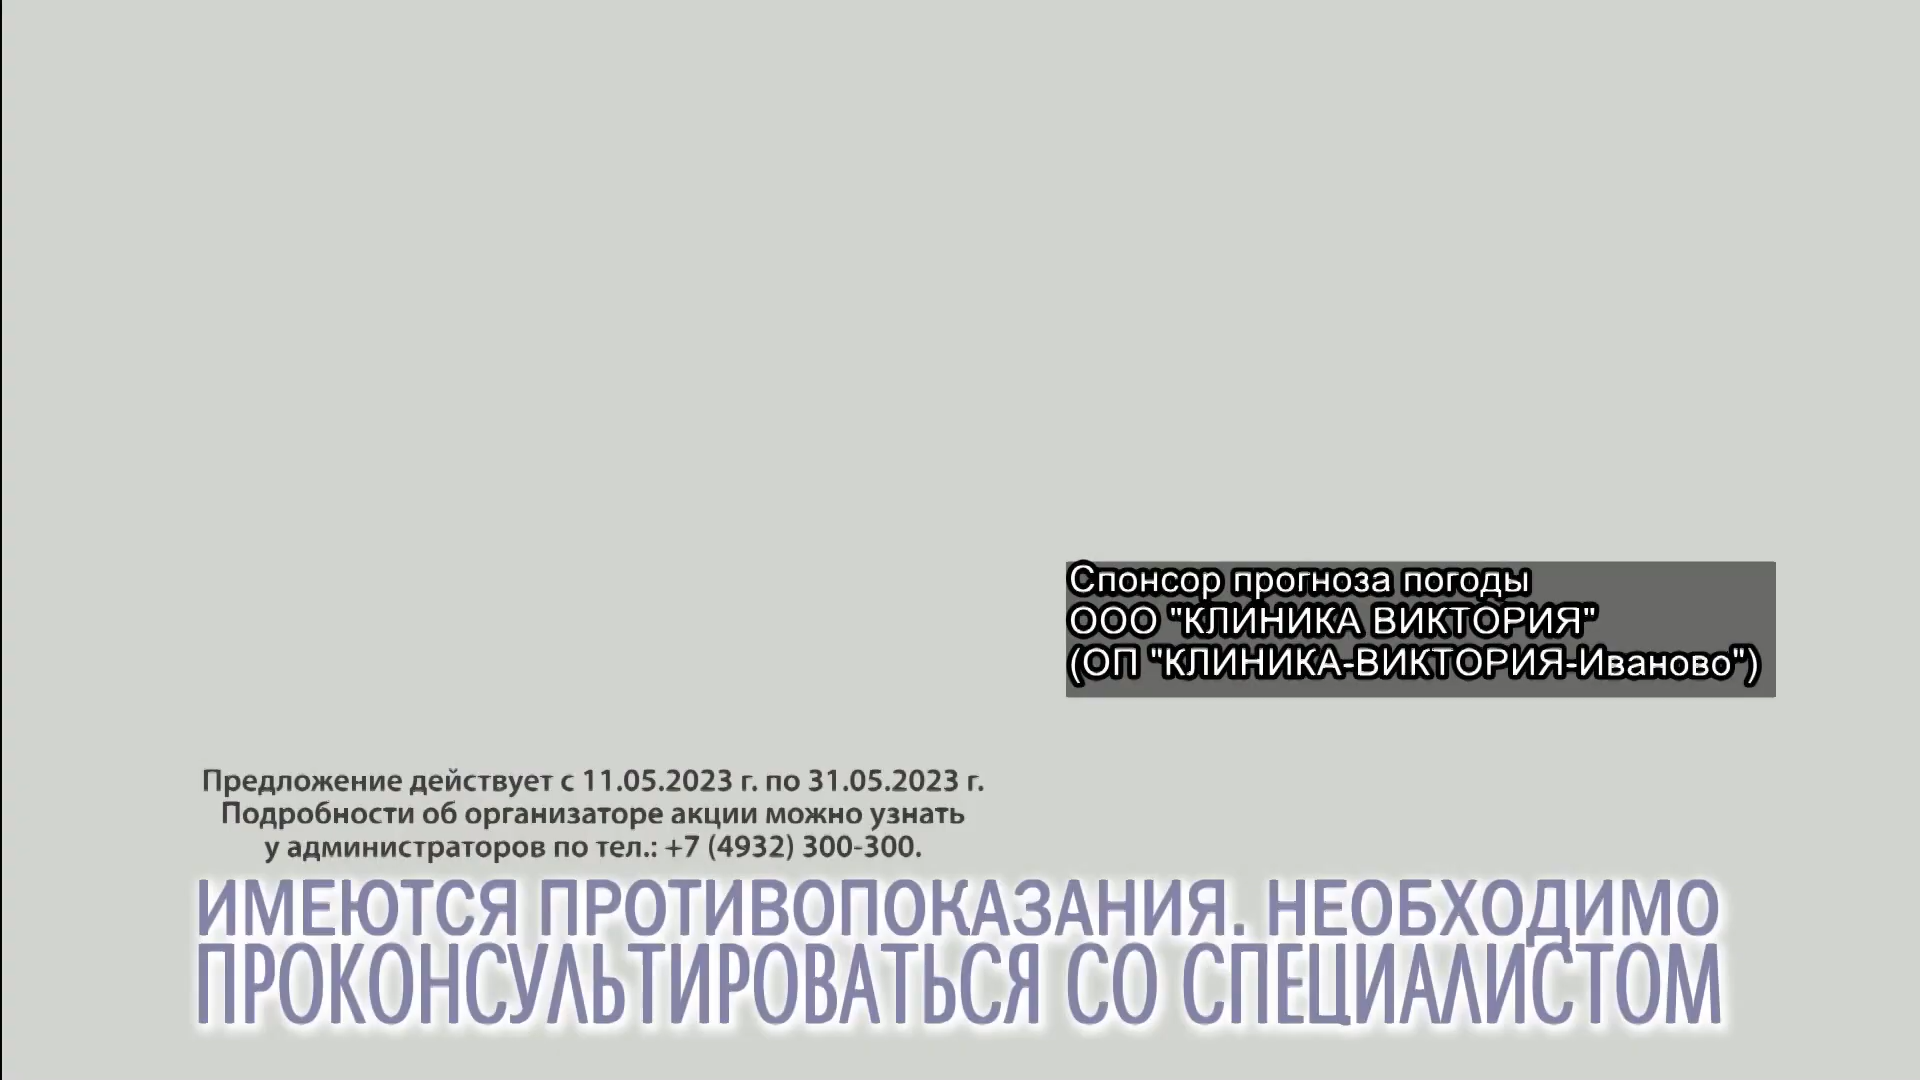 Спонсор прогноза погоды
ООО "КЛИНИКА ВИКТОРИЯ"
(ОП "КЛИНИКА-ВИКТОРИЯ-Иваново")
Предложение действует с 11.05.2023 г. по 31.05.2023 г.
Подробности об организаторе акции можно узнать
у администраторов по тел.: +7 (4932) 300-300.
ИМЕЮТСЯ ПРОТИВОПОКАЗАНИЯ. НЕОБХОДИМО
ПРОКОНСУЛЬТИРОВАТЬСЯ СО СПЕЦИАЛИСТОМ